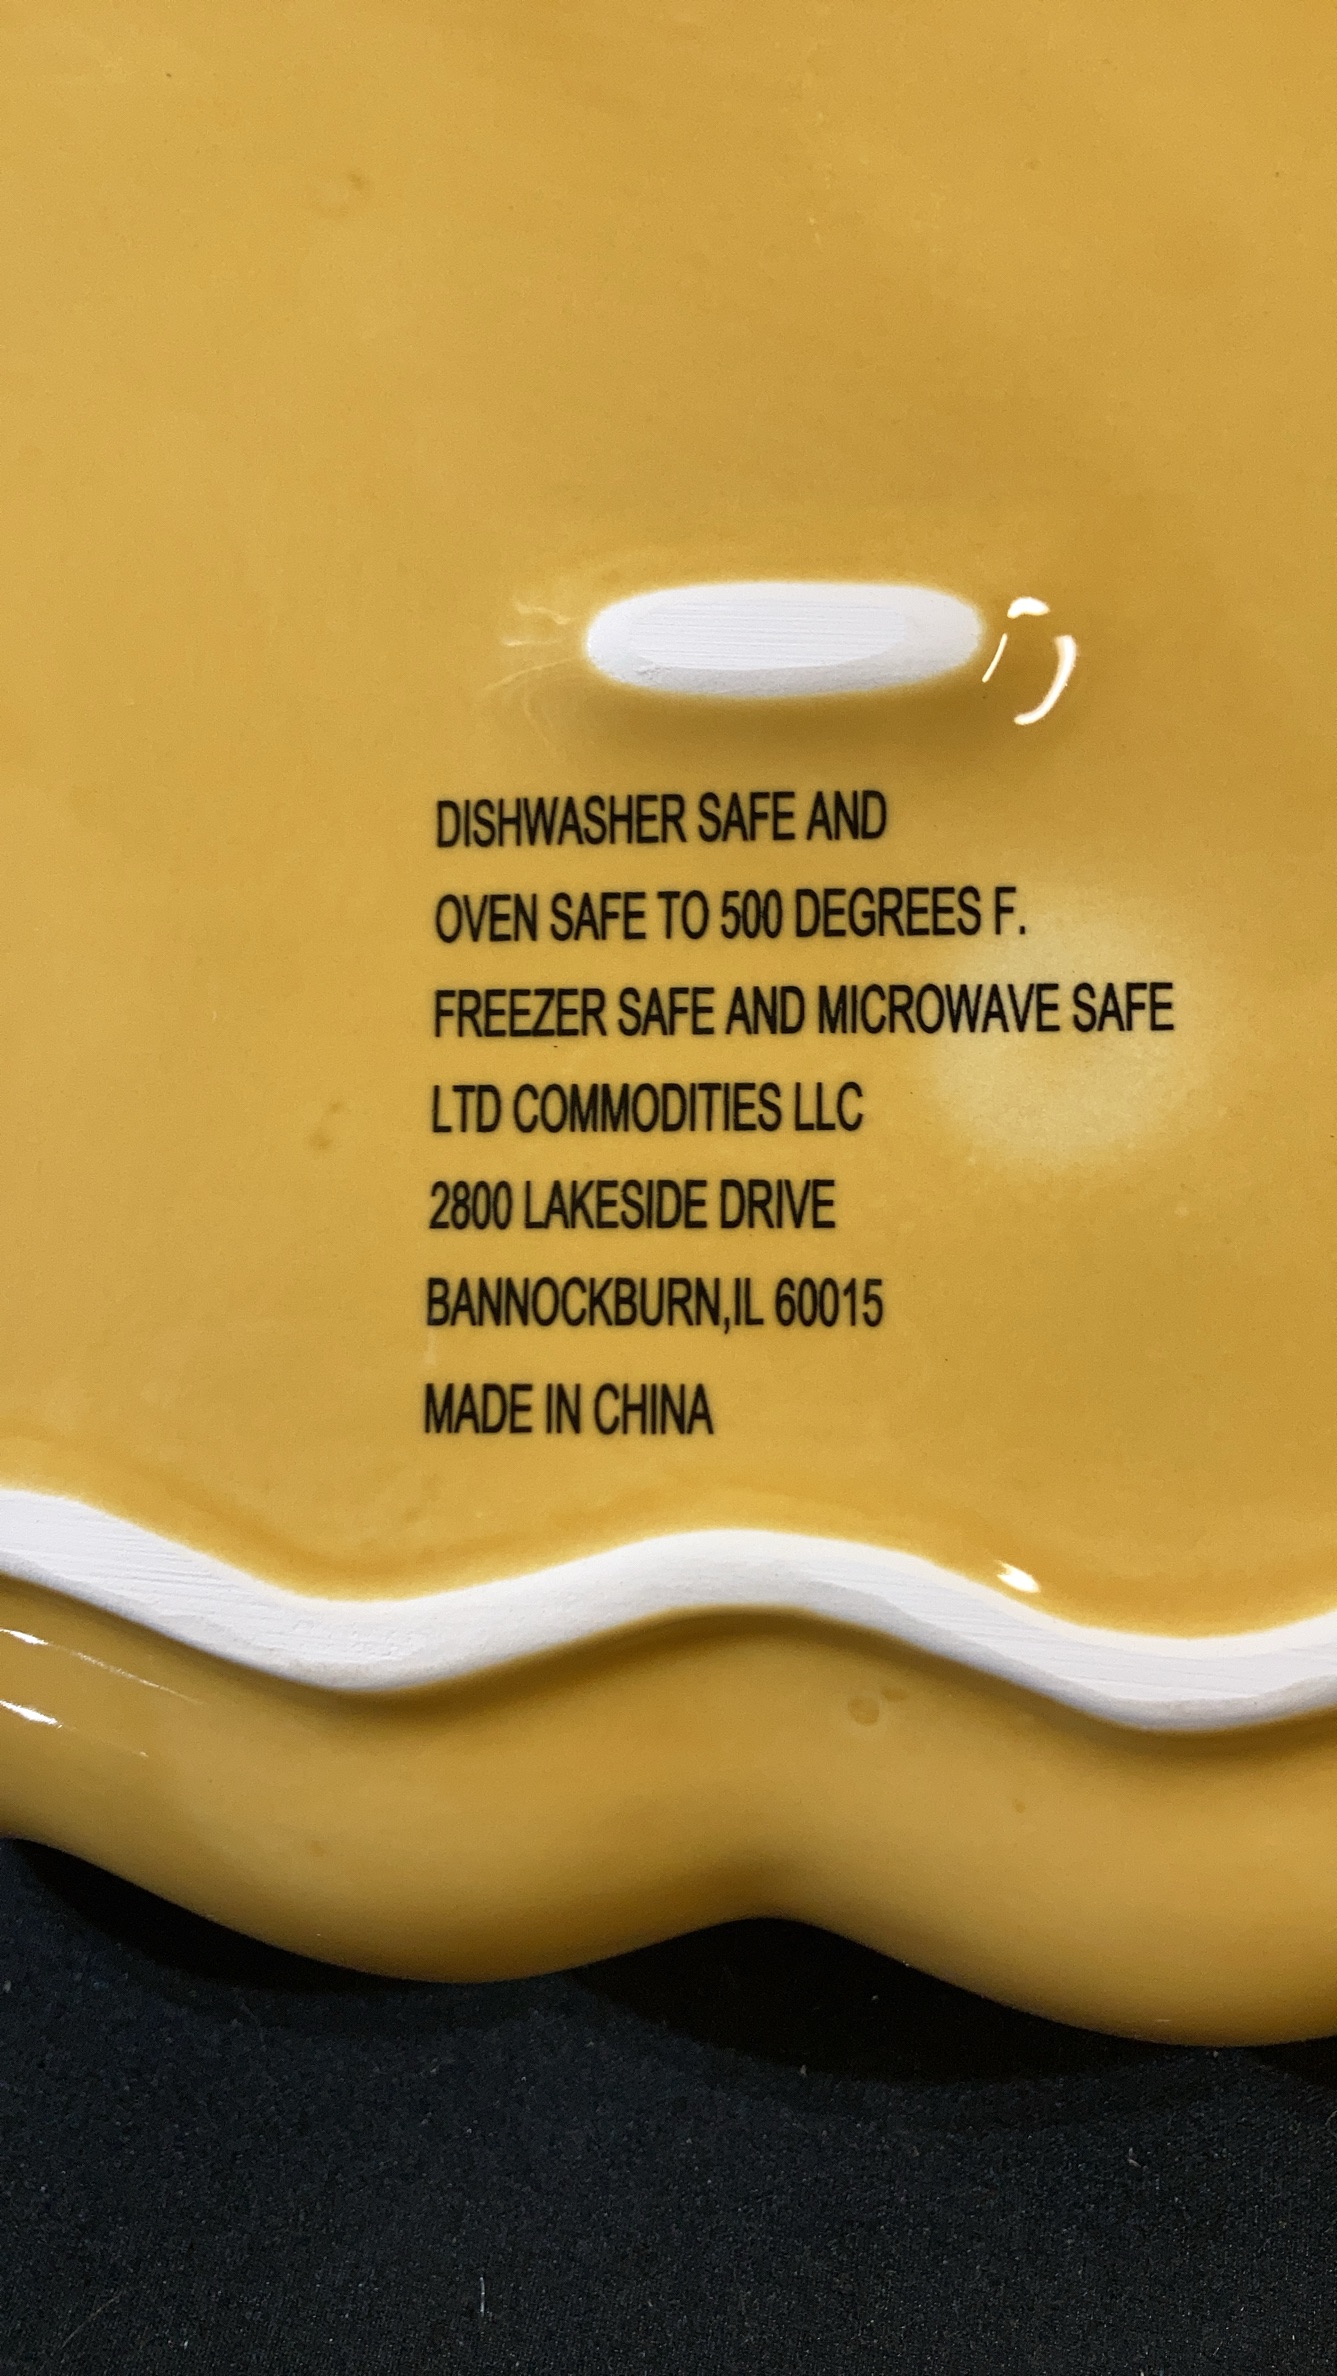 DISHWASHER SAFE AND
OVEN SAFE TO 500 DEGREES F.
FREEZER SAFE AND MICROWAVE SAFE
LTD COMMODITIES LLC
2800 LAKESIDE DRIVE
BANNOCKBURN,IL 60015
MADE IN CHINA